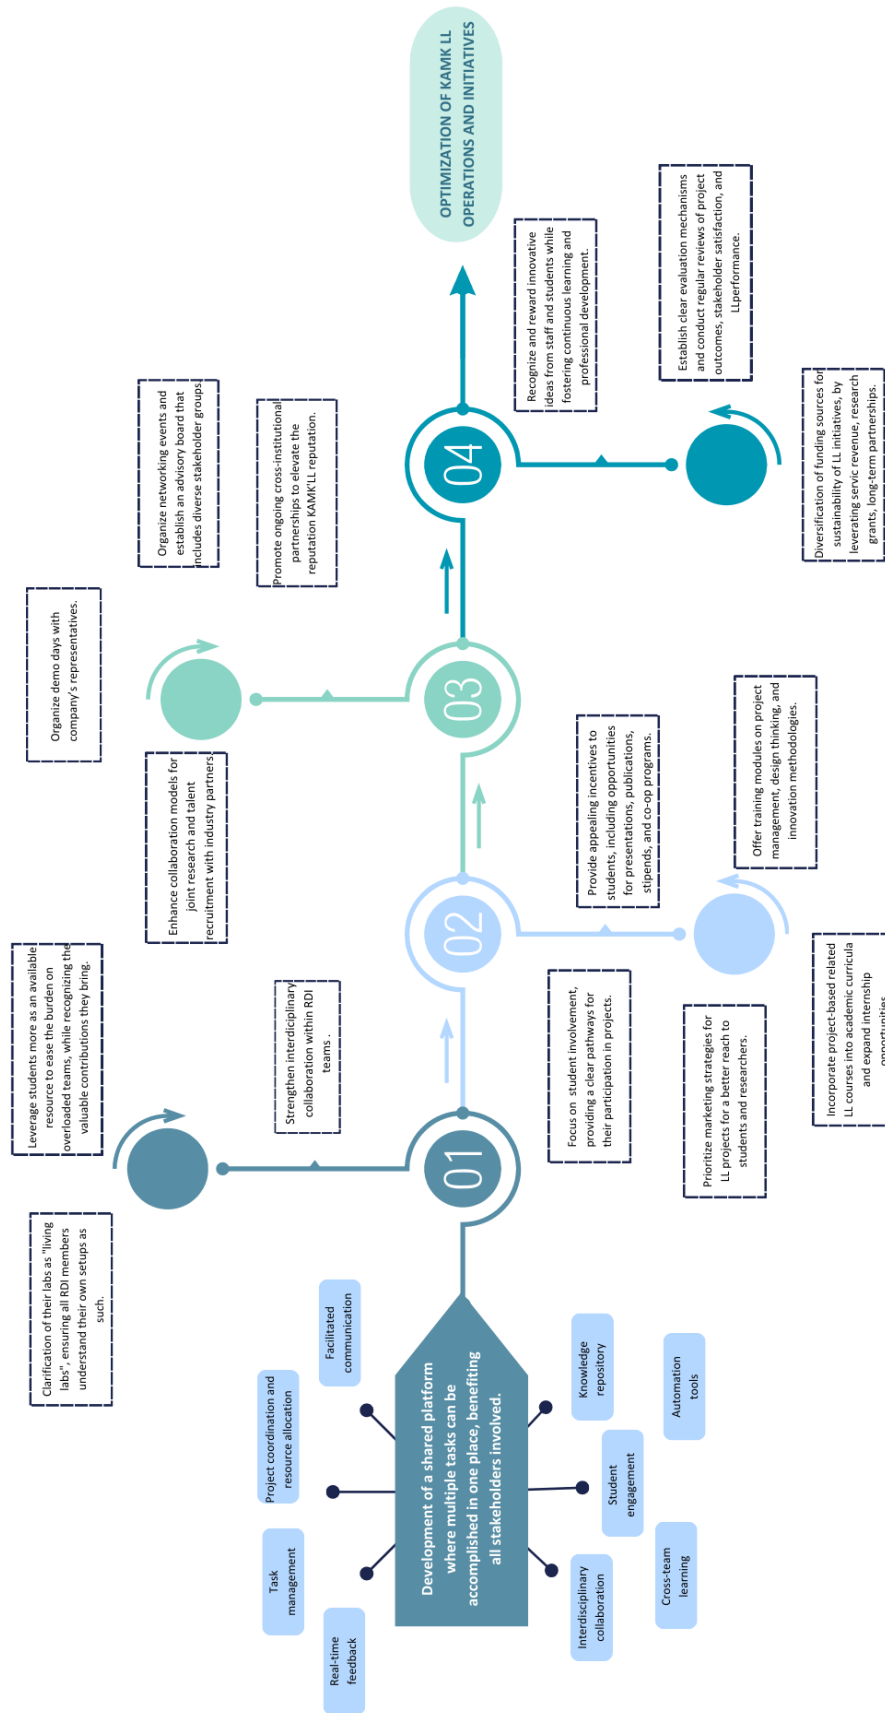 Real-time
feedback
Task
management
Project coordination and
resource allocation
Facilitated
communication
Development of a shared platform
where multiple tasks can be
accomplished in one place, benefiting
all stakeholders involved.
Interdisciplinary
collaboration
Cross-team
learning
Student
engagement
Knowledge
repository
Automation
tools
Clarification of their labs as "living
labs", ensuring all RDI members
understand their own setups as
such.
Leverage students more as an available
resource to ease the burden on
overloaded teams, while recognizing the
valuable contributions they bring.
Strengthen interdiciplinary
collaboration within RDI
teams .
01
02
Focus on student involvement,
providing a clear pathways for
their participation in projects.
Provide appealing incentives to
students, including opportunities
for presentations, publications,
stipends, and co-op programs.
Prioritize marketing strategies for
LL projects for a better reach to
students and researchers.
Offer training modules on project
management, design thinking, and
innovation methodologies.
Incorporate project-based related
LL courses into academic curricula
and expand internship
opportunities
Enhance collaboration models for
joint research and talent
recruitment with industry partners
Organize demo days with
company's representatives.
Organize networking events and
establish an advisory board that
includes diverse stakeholder groups
Promote ongoing cross-institutional
partnerships to elevate the
reputation KAMK'LL reputation.
03
04
Recognize and reward innovative
ideas from staff and students while
fostering continuous learning and
professional development.
Establish clear evaluation mechanisms
and conduct regular reviews of project
outcomes, stakeholder satisfaction, and
LLperformance.
Diversification of funding sources for
sustainability of LL initiatives, by
leverating servic revenue, research
grants, long-term partnerships.
OPTIMIZATION OF KAMK LL
OPERATIONS AND INITIATIVES